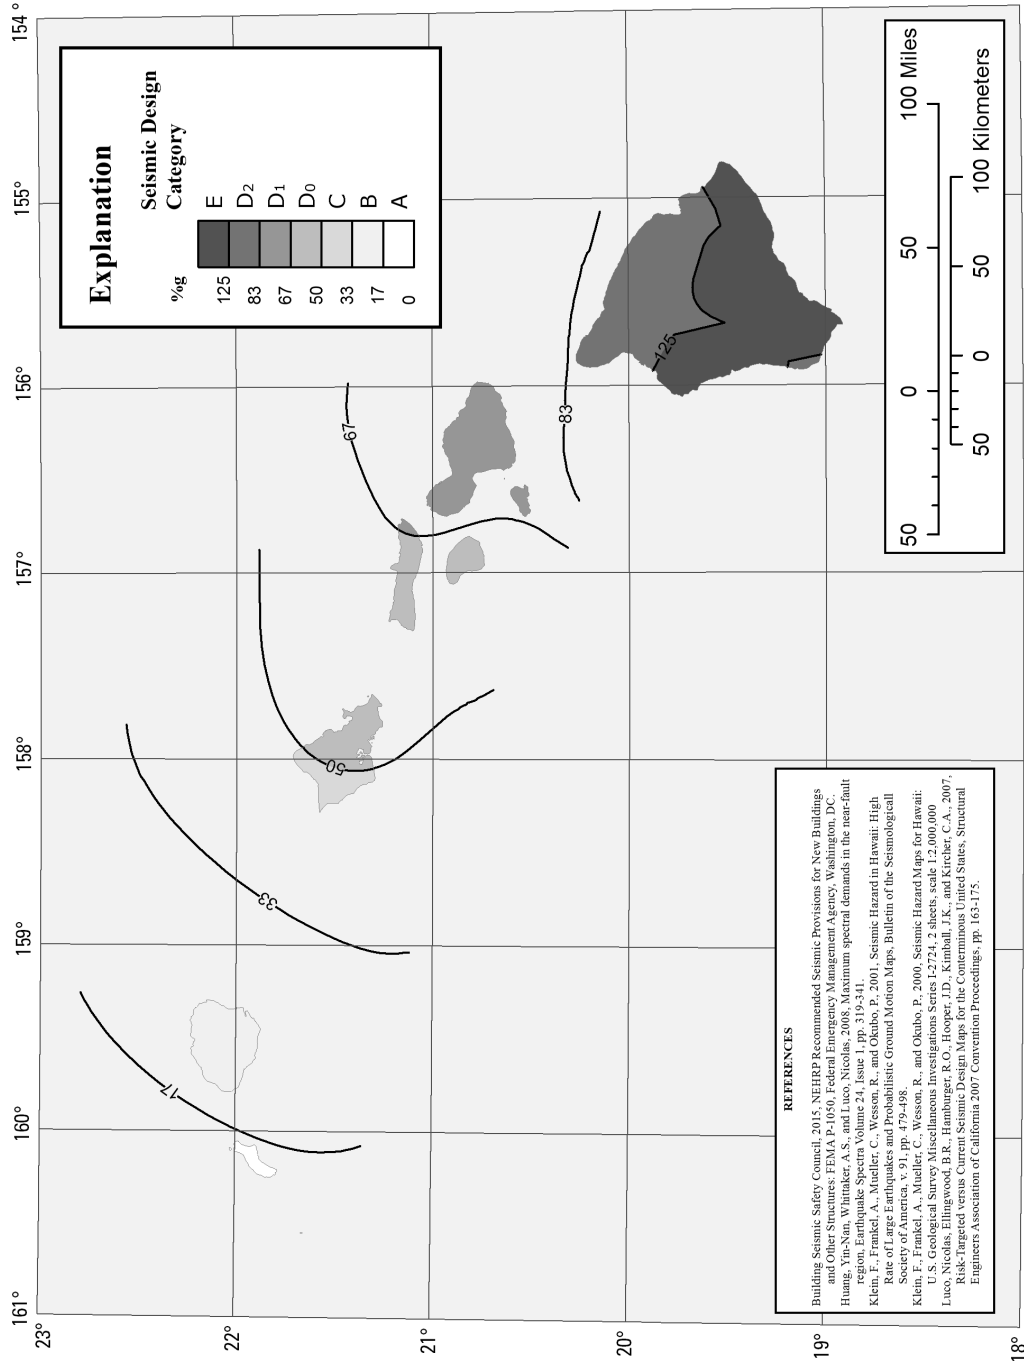 Explanation
Seismic Design
Category
%g
125 E
83 D2
67 D1
50 D0
33 C
17 B
0 A
154°
155°
156°
157°
158°
159°
160°
161°
23°
22°
21°
20°
19°
18°
17
33
50
67
83
125
50 0 50 100 Miles
50 0 50 100 Kilometers
REFERENCES
Building Seismic Safety Council, 2015, NEHRP Recommended Seismic Provisions for New Buildings
and Other Structures: FEMA P-1050, Federal Emergency Management Agency, Washington, DC.
Huang, Yin-Nan, Whittaker, A.S., and Luco, Nicolas, 2008, Maximum spectral demands in the near-fault
region, Earthquake Spectra Volume 24, Issue 1, pp. 319-341.
Klein, F., Frankel, A., Mueller, C., Wesson, R., and Okubo, P., 2001, Seismic Hazard in Hawaii: High
Rate of Large Earthquakes and Probabilistic Ground Motion Maps, Bulletin of the Seismologicall
Society of America, v. 91, pp. 479-498.
Klein, F., Frankel, A., Mueller, C., Wesson, R., and Okubo, P., 2000, Seismic Hazard Maps for Hawaii:
U.S. Geological Survey Miscellaneous Investigations Series I-2724, 2 sheets, scale 1:2,000,000
Luco, Nicolas, Ellingwood, B.R., Hamburger, R.O., Hooper, J.D., Kimball, J.K., and Kircher, C.A., 2007,
Risk-Targeted versus Current Seismic Design Maps for the Conterminous United States, Structural
Engineers Association of California 2007 Convention Proceedings, pp. 163-175.